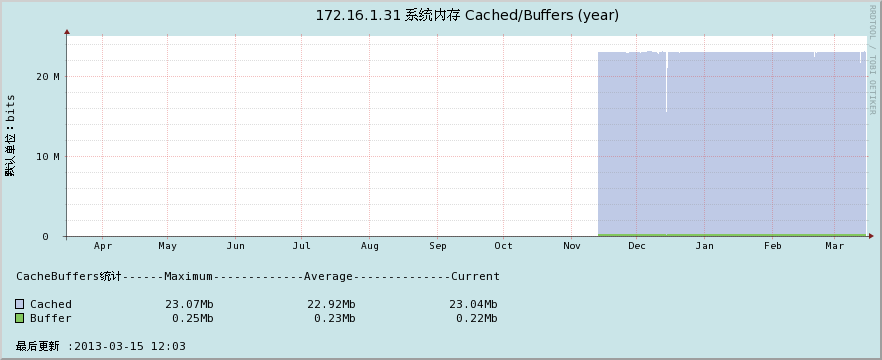 172.16.1.31 系统内存 Cached/Buffers (year)
RRDTOOL / TOBI OETIKER
默认单位：bits
20 M
10 M
0
Apr May Jun Jul Aug Sep Oct Nov Dec Jan Feb Mar
CacheBuffers统计------Maximum-------------Average--------------Current
Cached 23.07Mb 22.92Mb 23.04Mb
Buffer 0.25Mb 0.23Mb 0.22Mb
最后更新 :2013-03-15 12:03